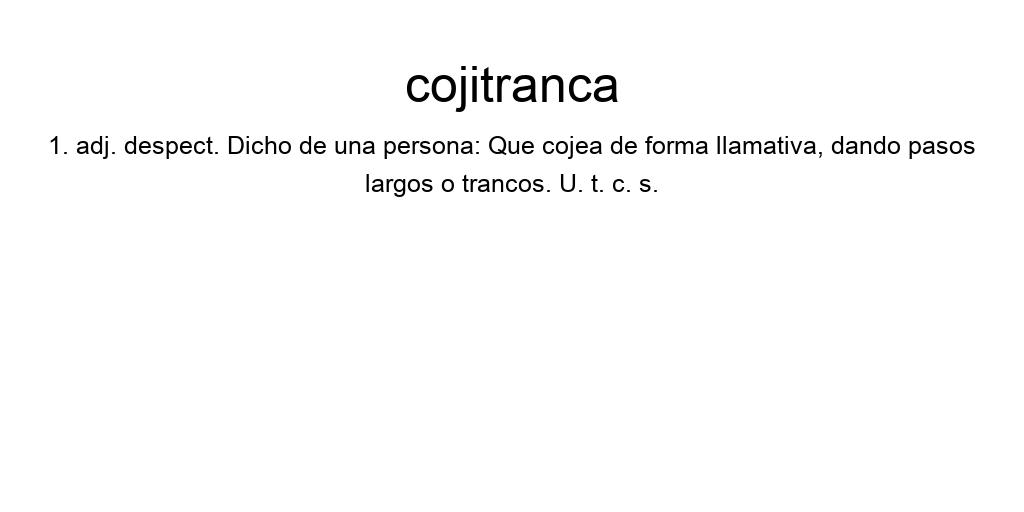 cojitranca
1. adj. despect. Dicho de una persona: Que cojea de forma llamativa, dando pasos
largos o trancos. U. t. c. s.